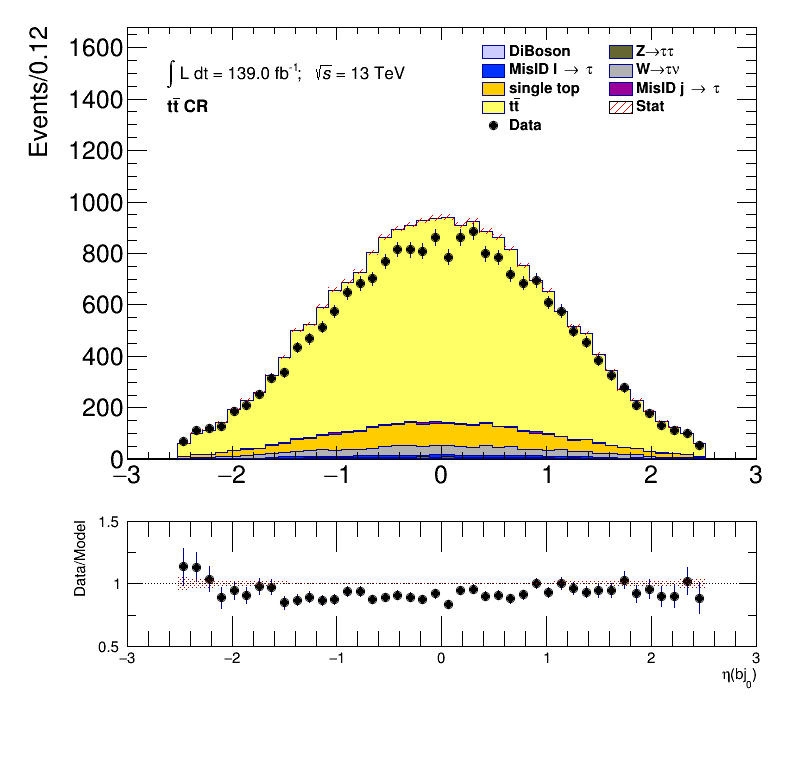 Events/0.12
1600
1400
1200
1000
800
600
400
200
0
∫ L dt = 139.0 fb⁻¹; √s = 13 TeV
tt̄ CR
DiBoson
Z→ττ
MisID l → τ
W→τν
single top
MisID j → τ
tt̄
Stat
Data
−3 −2 −1 0 1 2 3
Data/Model
1.5
1
0.5
−3 −2 −1 0 1 2 3
η(bj₀)